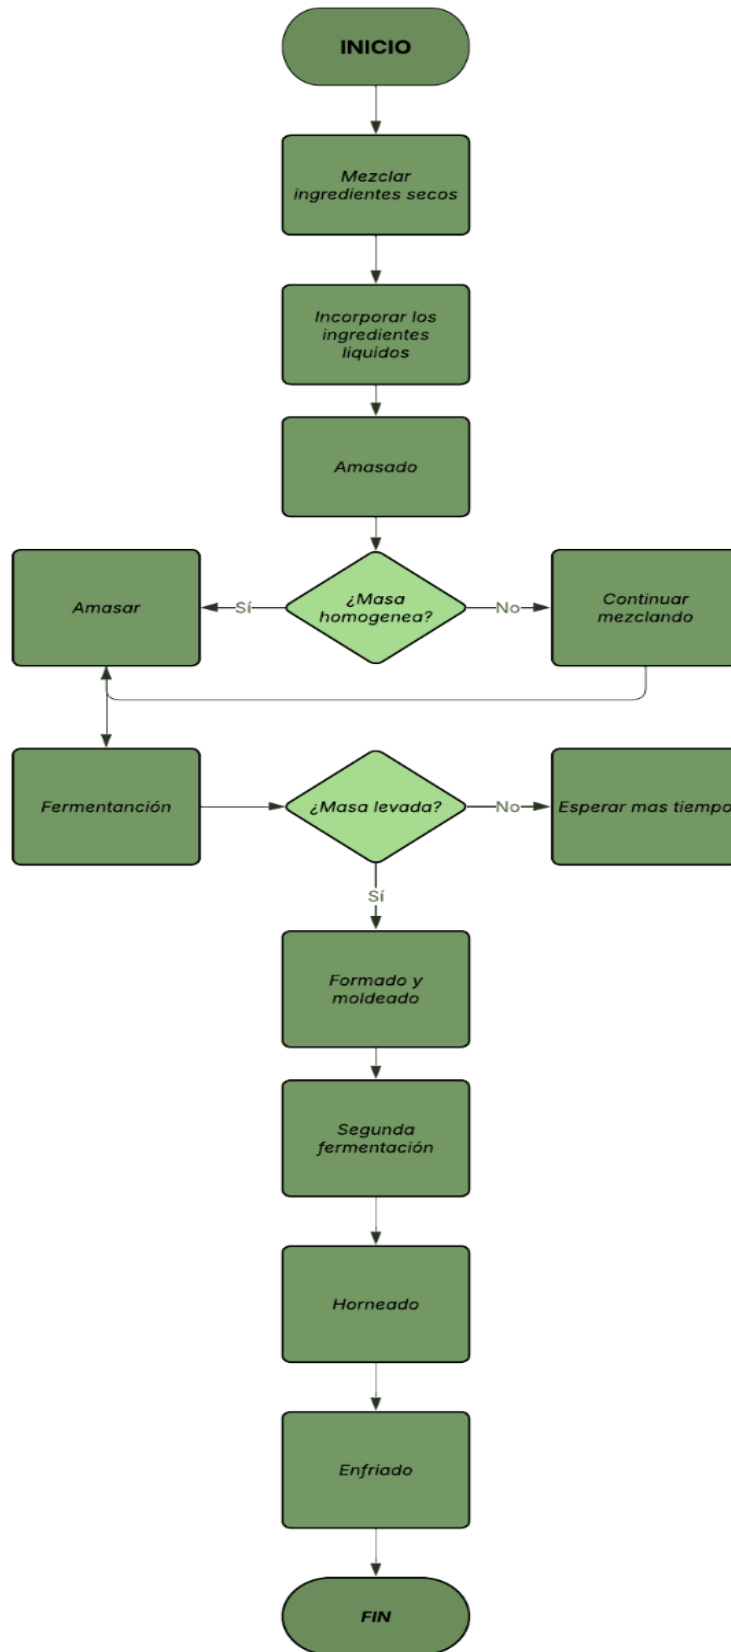 INICIO
Mezclar
ingredientes secos
Incorporar los
ingredientes
liquidos
Amasado
Amasar
Sí
¿Masa
homogenea?
No
Continuar
mezclando
Fermentanción
¿Masa levada?
No
Esperar mas tiempo
Sí
Formado y
moldeado
Segunda
fermentación
Horneado
Enfriado
FIN